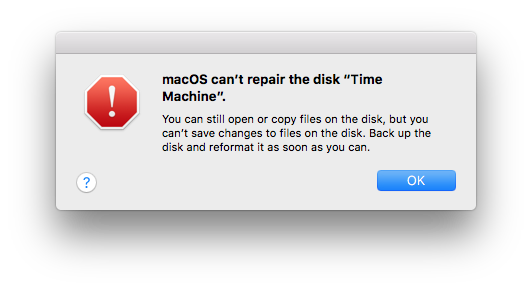 macOS can’t repair the disk “Time
Machine”.
You can still open or copy files on the disk, but you
can’t save changes to files on the disk. Back up the
disk and reformat it as soon as you can.
?
OK